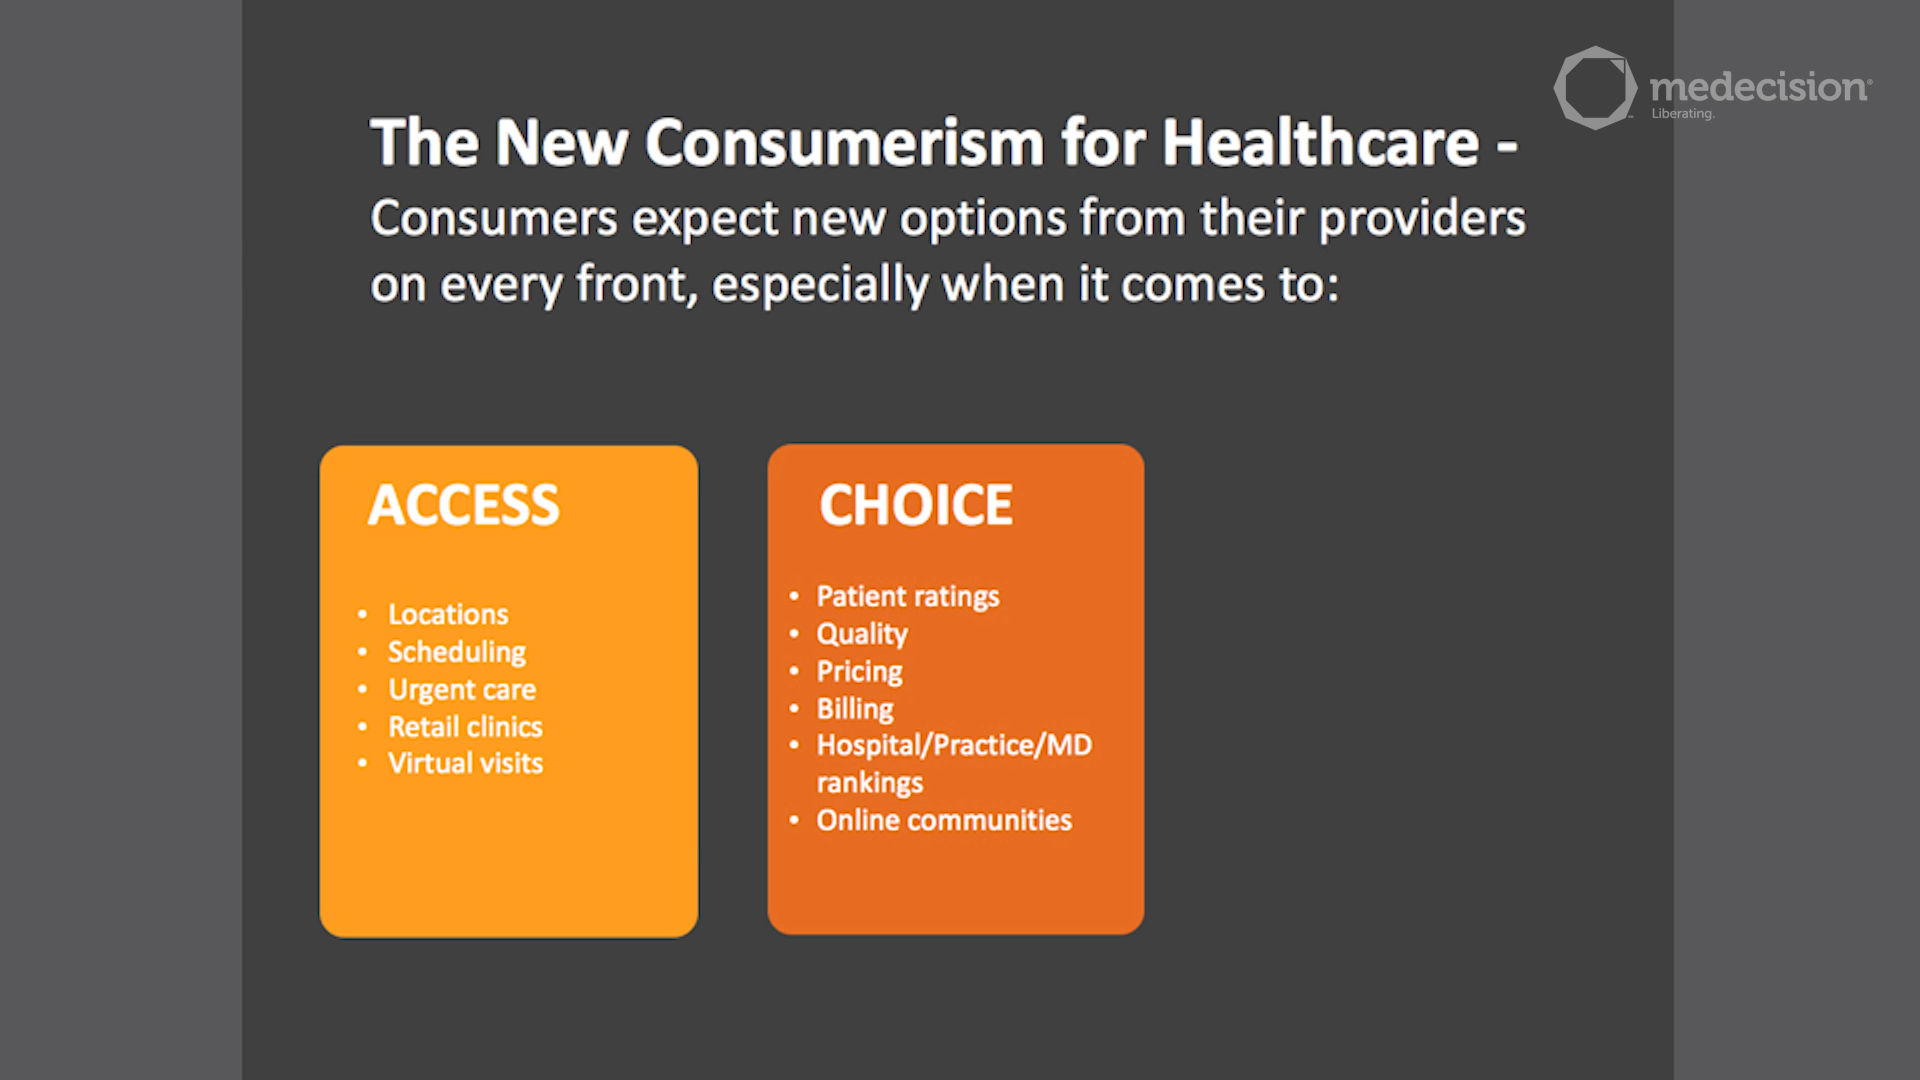 medecision®
Liberating.
The New Consumerism for Healthcare -
Consumers expect new options from their providers
on every front, especially when it comes to:
ACCESS
• Locations
• Scheduling
• Urgent care
• Retail clinics
• Virtual visits
CHOICE
• Patient ratings
• Quality
• Pricing
• Billing
• Hospital/Practice/MD
rankings
• Online communities